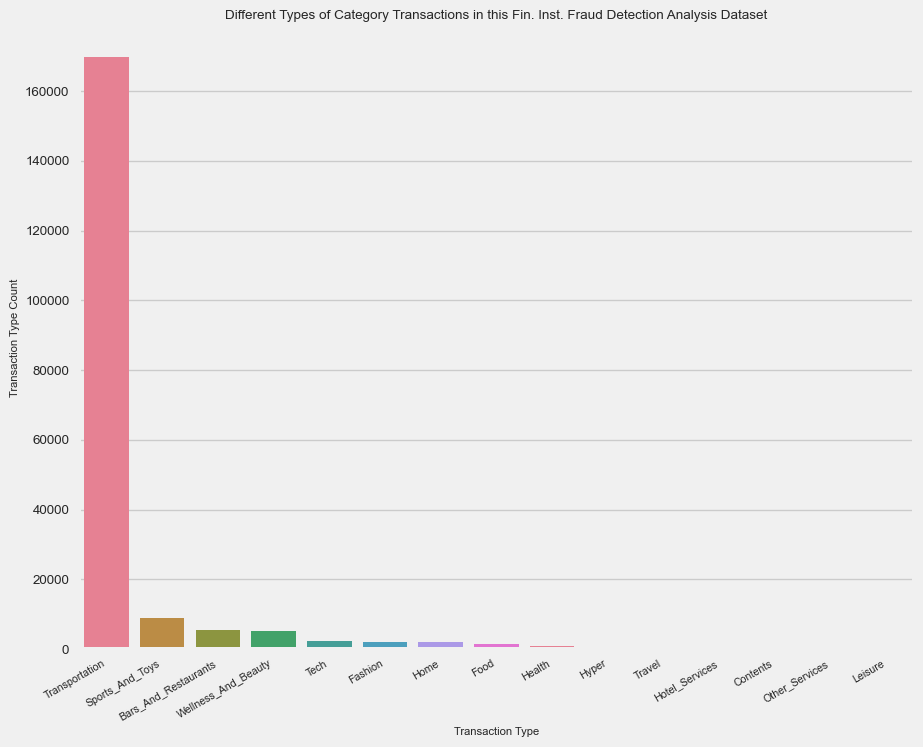 Different Types of Category Transactions in this Fin. Inst. Fraud Detection Analysis Dataset
160000
140000
120000
100000
80000
60000
40000
20000
0
Transaction Type Count
Transportation
Sports_And_Toys
Bars_And_Restaurants
Wellness_And_Beauty
Tech
Fashion
Home
Food
Health
Hyper
Travel
Hotel_Services
Contents
Other_Services
Leisure
Transaction Type